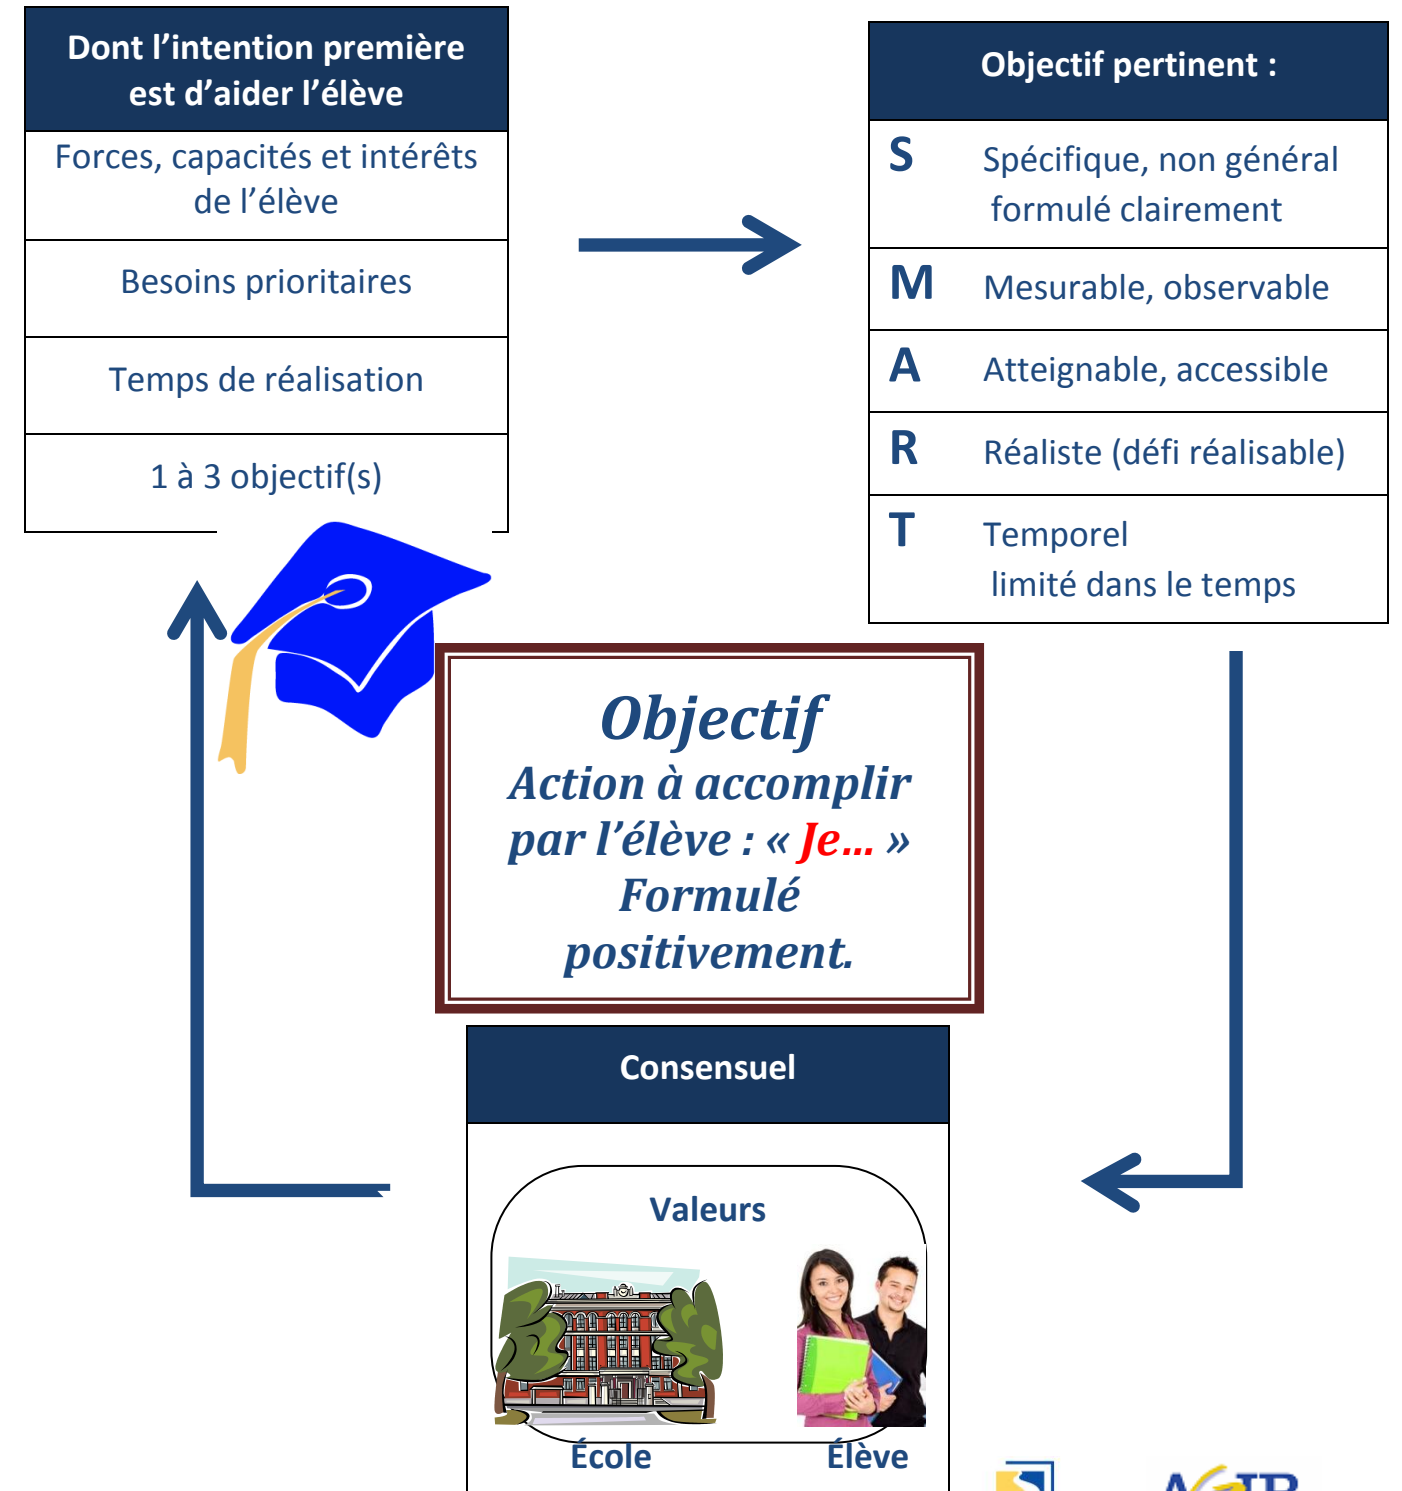 Dont l’intention première
est d’aider l’élève
Forces, capacités et intérêts
de l’élève
Besoins prioritaires
Temps de réalisation
1 à 3 objectif(s)
Objectif pertinent :
S Spécifique, non général
formulé clairement
M Mesurable, observable
A Atteignable, accessible
R Réaliste (défi réalisable)
T Temporel
limité dans le temps
Objectif
Action à accomplir
par l’élève : « Je... »
Formulé
positivement.
Consensuel
Valeurs
École Élève